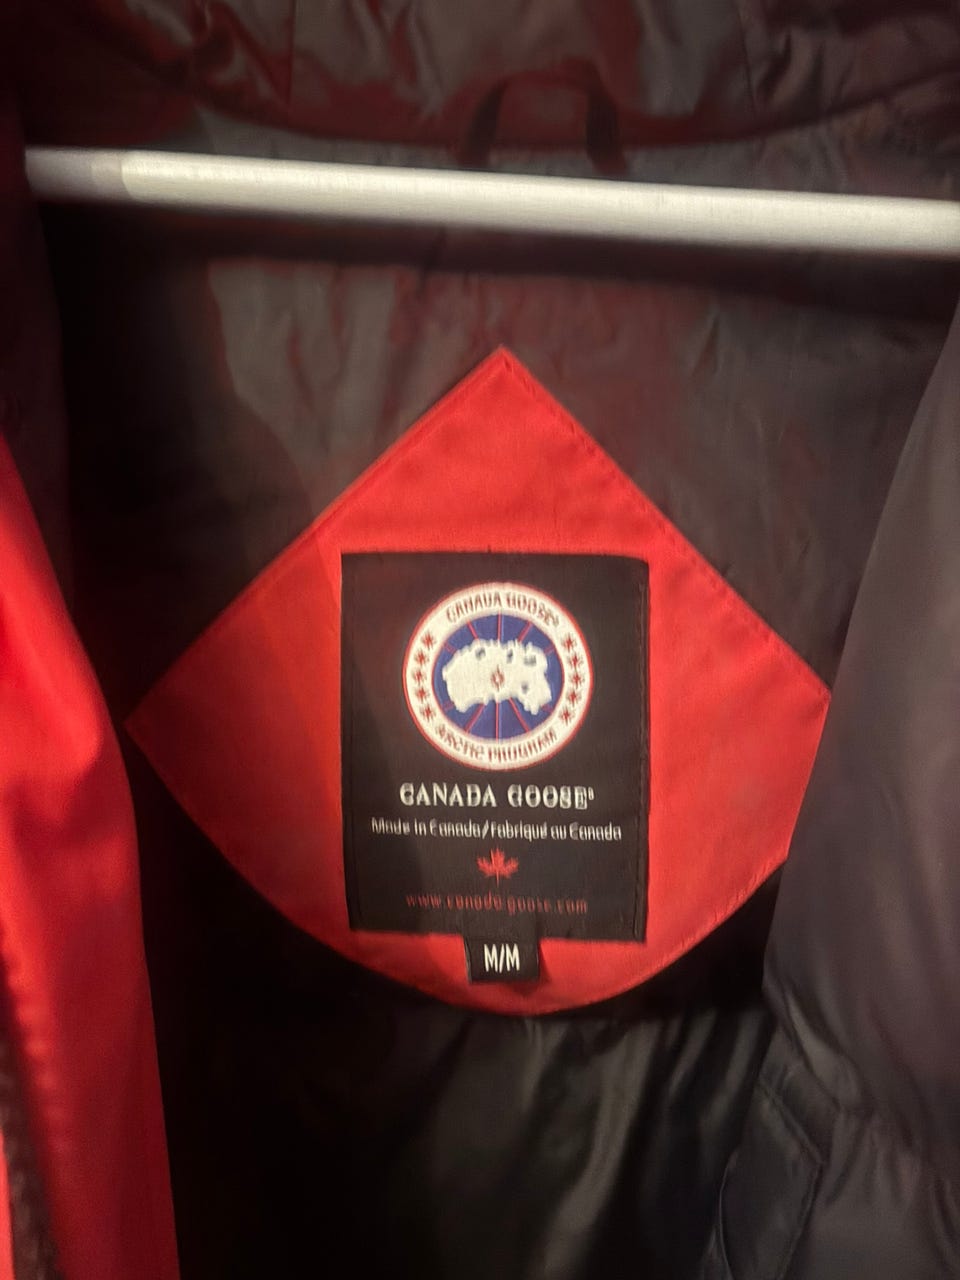 CANADA GOOSE®
ARCTIC PROGRAM
CANADA GOOSE®
Made in Canada/Fabriqué au Canada
www.canada-goose.com
M/M